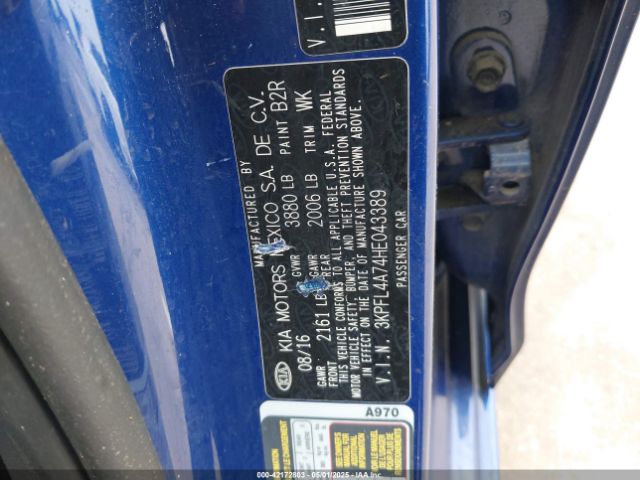 MANUFACTURED BY
KIA KIA MOTORS MEXICO S.A. DE C.V.
08/16 GVWR 3880 LB PAINT B2R
GAWR FRONT 2161 LB GAWR REAR 2006 LB TRIM WK
THIS VEHICLE CONFORMS TO ALL APPLICABLE U.S.A. FEDERAL
MOTOR VEHICLE SAFETY, BUMPER, AND THEFT PREVENTION STANDARDS
IN EFFECT ON THE DATE OF MANUFACTURE SHOWN ABOVE.
V.I.N. 3KPFL4A74HE043389
PASSENGER CAR
V.I.
A970
000-42172803 - 05/01/2025 - IAA Inc.